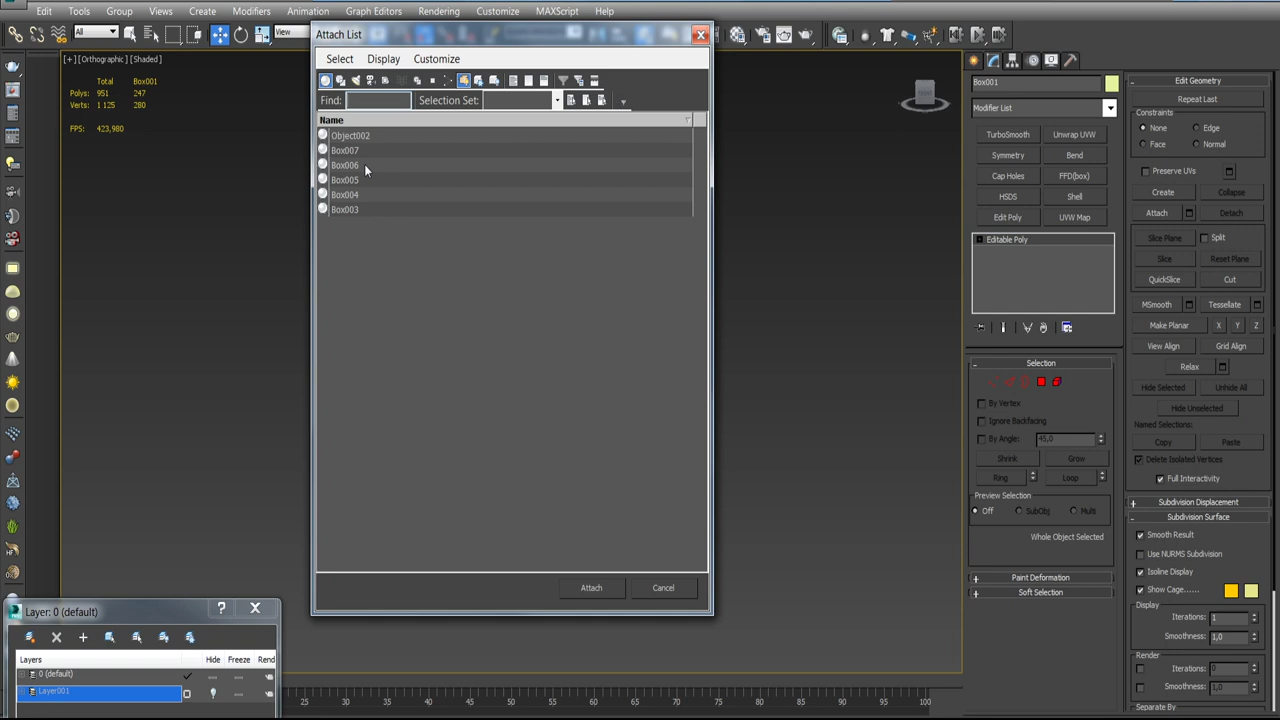 Edit Tools Group Views Create Modifiers Animation Graph Editors Rendering Customize MAXScript Help
All
View
[+] [Orthographic] [Shaded]
Total Box001
Polys: 951 247
Verts: 1 125 280
FPS: 423,980
Attach List
Select Display Customize
Find: Selection Set:
Name
Object002
Box007
Box006
Box005
Box004
Box003
Attach Cancel
Box001
Modifier List
TurboSmooth Unwrap UVW
Symmetry Bend
Cap Holes FFD(box)
HSDS Shell
Edit Poly UVW Map
Editable Poly
Selection
By Vertex
Ignore Backfacing
By Angle: 45,0
Shrink Grow
Ring Loop
Preview Selection
Off SubObj Multi
Whole Object Selected
Paint Deformation
Soft Selection
Edit Geometry
Repeat Last
Constraints
None Edge
Face Normal
Preserve UVs
Create Collapse
Attach Detach
Slice Plane Split
Slice Reset Plane
QuickSlice Cut
MSmooth Tessellate
Make Planar X Y Z
View Align Grid Align
Relax
Hide Selected Unhide All
Hide Unselected
Named Selections:
Copy Paste
Delete Isolated Vertices
Full Interactivity
Subdivision Displacement
Subdivision Surface
Smooth Result
Use NURMS Subdivision
Isoline Display
Show Cage......
Display
Iterations: 1
Smoothness: 1,0
Render
Iterations: 0
Smoothness: 1,0
Separate By
Layer: 0 (default)
Layers Hide Freeze Rend
0 (default)
Layer001
25 30 35 40 45 50 55 60 65 70 75 80 85 90 95 100